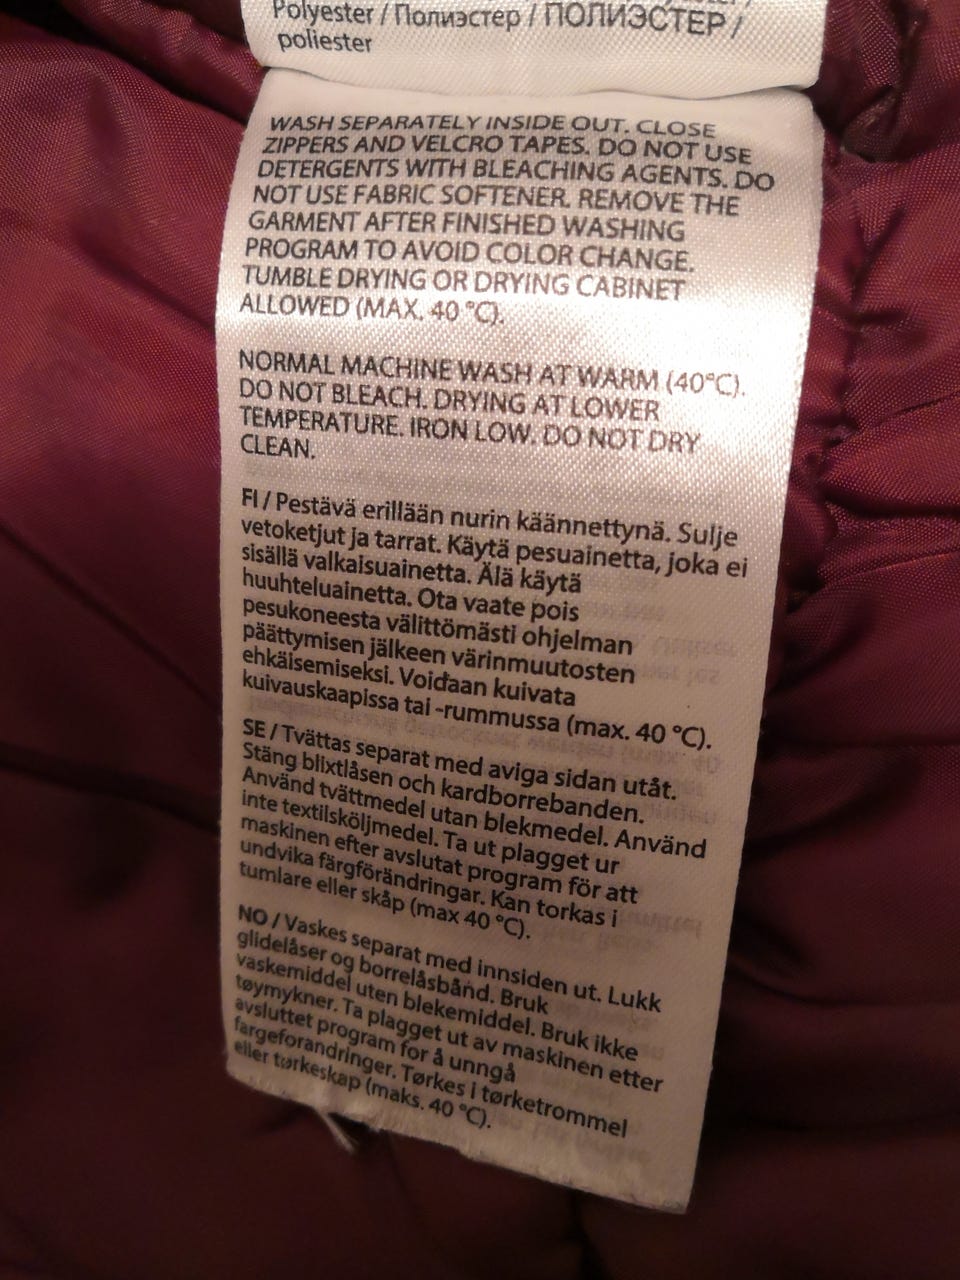 Polyester / Полиэстер / ПОЛИЭСТЕР /
poliester
WASH SEPARATELY INSIDE OUT. CLOSE
ZIPPERS AND VELCRO TAPES. DO NOT USE
DETERGENTS WITH BLEACHING AGENTS. DO
NOT USE FABRIC SOFTENER. REMOVE THE
GARMENT AFTER FINISHED WASHING
PROGRAM TO AVOID COLOR CHANGE.
TUMBLE DRYING OR DRYING CABINET
ALLOWED (MAX. 40 °C).
NORMAL MACHINE WASH AT WARM (40°C).
DO NOT BLEACH. DRYING AT LOWER
TEMPERATURE. IRON LOW. DO NOT DRY
CLEAN.
FI / Pestävä erillään nurin käännettynä. Sulje
vetoketjut ja tarrat. Käytä pesuainetta, joka ei
sisällä valkaisuainetta. Älä käytä
huuhteluainetta. Ota vaate pois
pesukoneesta välittömästi ohjelman
päättymisen jälkeen värinmuutosten
ehkäisemiseksi. Voidaan kuivata
kuivauskaapissa tai -rummussa (max. 40 °C).
SE / Tvättas separat med aviga sidan utåt.
Stäng blixtlåsen och kardborrebanden.
Använd tvättmedel utan blekmedel. Använd
inte textilsköljmedel. Ta ut plagget ur
maskinen efter avslutat program för att
undvika färgförändringar. Kan torkas i
tumlare eller skåp (max 40 °C).
NO / Vaskes separat med innsiden ut. Lukk
glidelåser og borrelåsbånd. Bruk
vaskemiddel uten blekemiddel. Bruk ikke
tøymykner. Ta plagget ut av maskinen etter
avsluttet program for å unngå
fargeforandringer. Tørkes i tørketrommel
eller tørkeskap (maks. 40 °C).